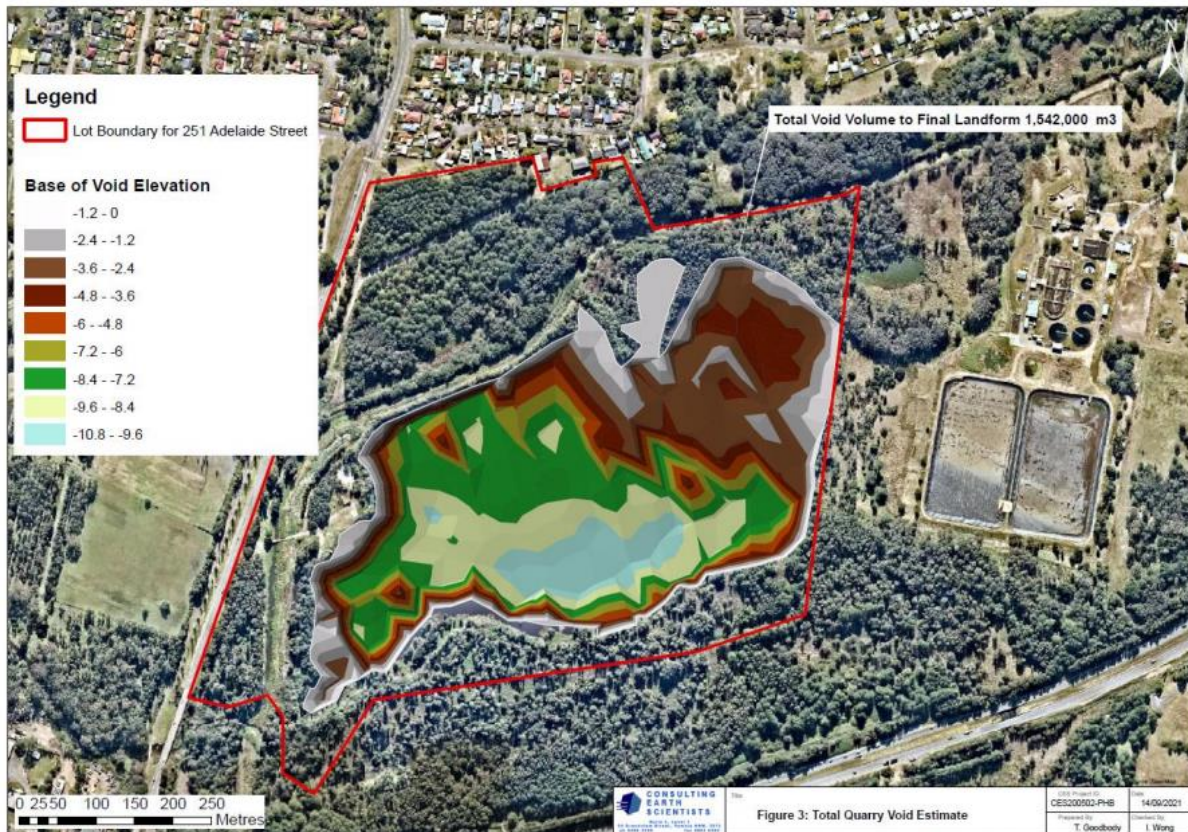 N
Legend
Lot Boundary for 251 Adelaide Street
Total Void Volume to Final Landform 1,542,000 m3
Base of Void Elevation
-1.2 - 0
-2.4 - -1.2
-3.6 - -2.4
-4.8 - -3.6
-6 - -4.8
-7.2 - -6
-8.4 - -7.2
-9.6 - -8.4
-10.8 - -9.6
0 25 50 100 150 200 250
Metres
CONSULTING
EARTH
SCIENTISTS
Title
Figure 3: Total Quarry Void Estimate
CES Project ID:
CES200502-PHB
Date:
14/09/2021
Prepared By:
T. Goodbody
Checked By:
I. Wong